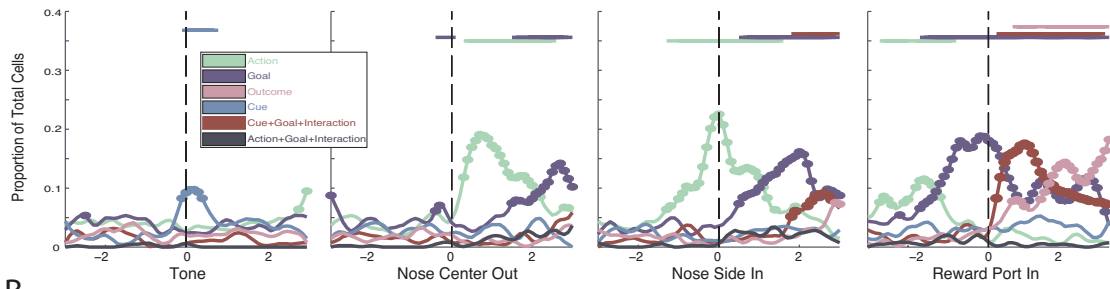 0.4
0.3
0.2
0.1
0
Proportion of Total Cells
Action
Goal
Outcome
Cue
Cue+Goal+Interaction
Action+Goal+Interaction
-2 0 2
Tone
-2 0 2
Nose Center Out
-2 0 2
Nose Side In
-2 0 2
Reward Port In